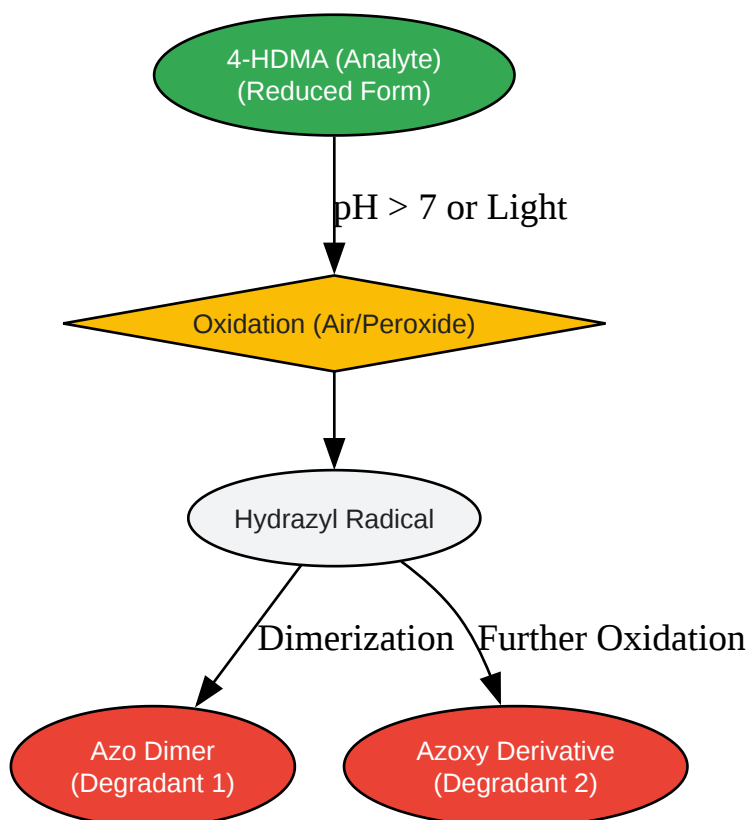 4-HDMA (Analyte)
(Reduced Form)
pH > 7 or Light
Oxidation (Air/Peroxide)
Hydrazyl Radical
Dimerization
Further Oxidation
Azo Dimer
(Degradant 1)
Azoxy Derivative
(Degradant 2)